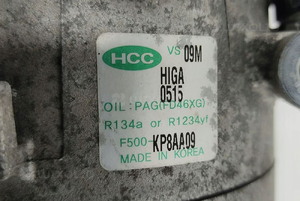 HCC VS 09M
HIGA
0515
OIL: PAG(FD46XG)
R134a or R1234yf
F500-KP8AA09
MADE IN KOREA